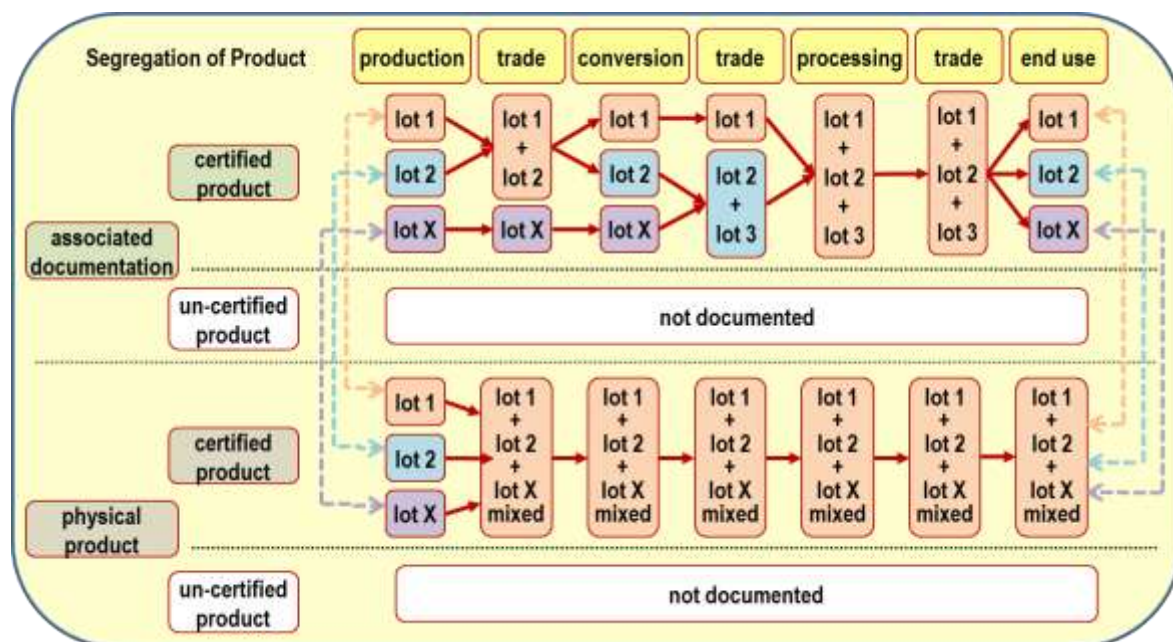 Segregation of Product
production
trade
conversion
trade
processing
trade
end use
associated
documentation
certified
product
lot 1
lot 2
lot X
lot 1
+
lot 2
lot X
lot 1
lot 2
lot X
lot 1
lot 2
+
lot 3
lot 1
+
lot 2
+
lot 3
lot 1
+
lot 2
+
lot 3
lot 1
lot 2
lot X
un-certified
product
not documented
physical
product
certified
product
lot 1
lot 2
lot X
lot 1
+
lot 2
+
lot X
mixed
lot 1
+
lot 2
+
lot X
mixed
lot 1
+
lot 2
+
lot X
mixed
lot 1
+
lot 2
+
lot X
mixed
lot 1
+
lot 2
+
lot X
mixed
lot 1
+
lot 2
+
lot X
mixed
un-certified
product
not documented